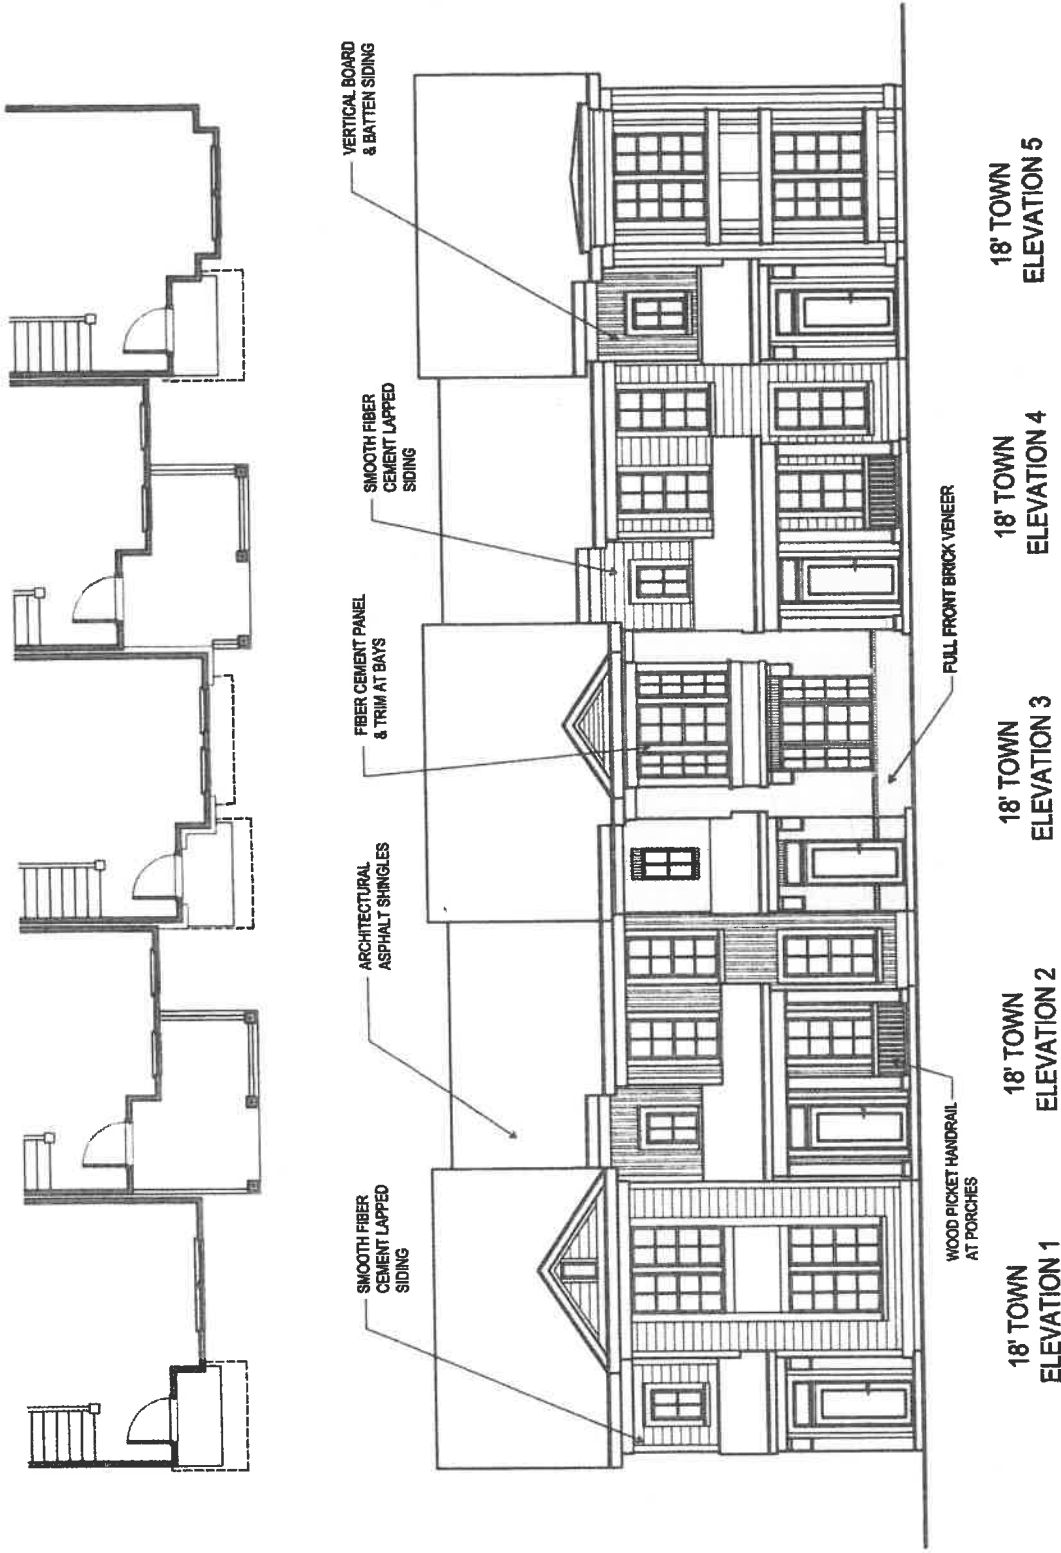 SMOOTH FIBER
CEMENT LAPPED
SIDING
ARCHITECTURAL
ASPHALT SHINGLES
FIBER CEMENT PANEL
& TRIM AT BAYS
SMOOTH FIBER
CEMENT LAPPED
SIDING
VERTICAL BOARD
& BATTEN SIDING
WOOD PICKET HANDRAIL
AT PORCHES
FULL FRONT BRICK VENEER
18' TOWN
ELEVATION 1
18' TOWN
ELEVATION 2
18' TOWN
ELEVATION 3
18' TOWN
ELEVATION 4
18' TOWN
ELEVATION 5